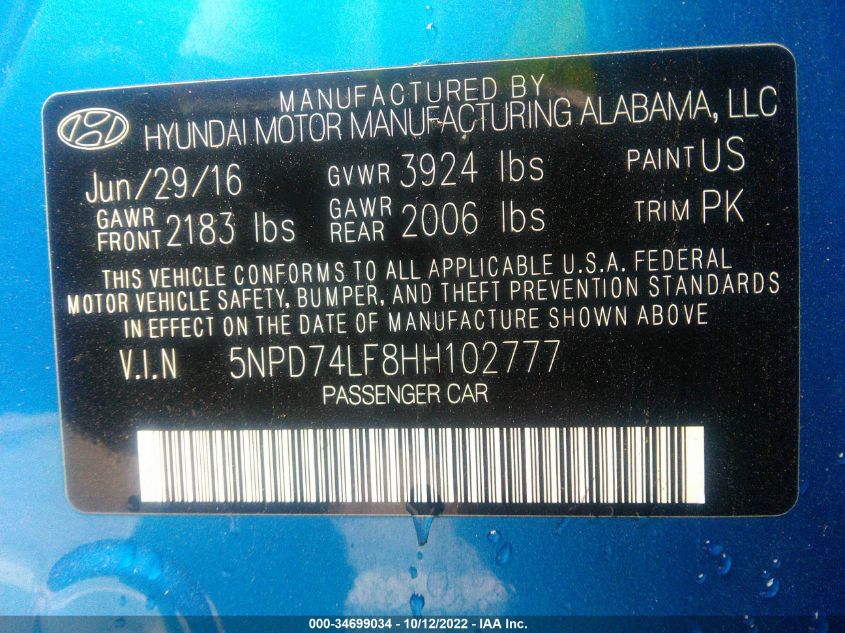 MANUFACTURED BY
HYUNDAI MOTOR MANUFACTURING ALABAMA, LLC
Jun/29/16 GVWR 3924 lbs PAINT US
GAWR FRONT 2183 lbs GAWR REAR 2006 lbs TRIM PK
THIS VEHICLE CONFORMS TO ALL APPLICABLE U.S.A. FEDERAL
MOTOR VEHICLE SAFETY, BUMPER, AND THEFT PREVENTION STANDARDS
IN EFFECT ON THE DATE OF MANUFACTURE SHOWN ABOVE
V.I.N 5NPD74LF8HH102777
PASSENGER CAR
000-34699034 - 10/12/2022 - IAA Inc.